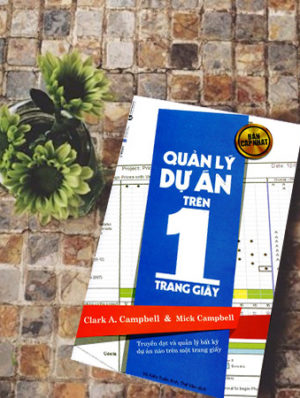 BẢN
CẬP NHẬT
QUẢN LÝ
DỰ ÁN
TRÊN
1
TRANG GIẤY
Clark A. Campbell & Mick Campbell
Truyền đạt và quản lý bất kỳ
dự án nào trên một trang giấy